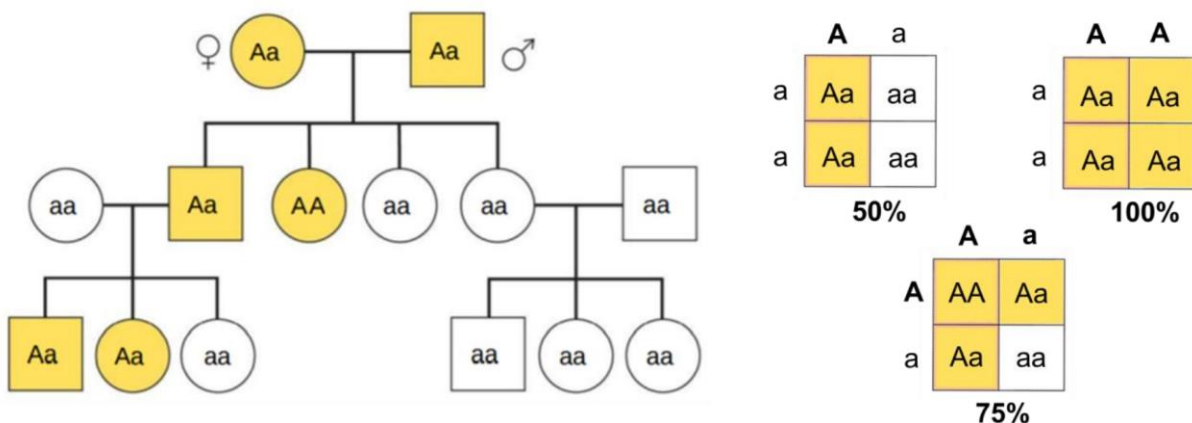 ♀ Aa Aa ♂
aa Aa AA aa aa aa
Aa Aa aa aa aa aa
A a
a Aa aa
a Aa aa
50%
A A
a Aa Aa
a Aa Aa
100%
A a
A AA Aa
a Aa aa
75%